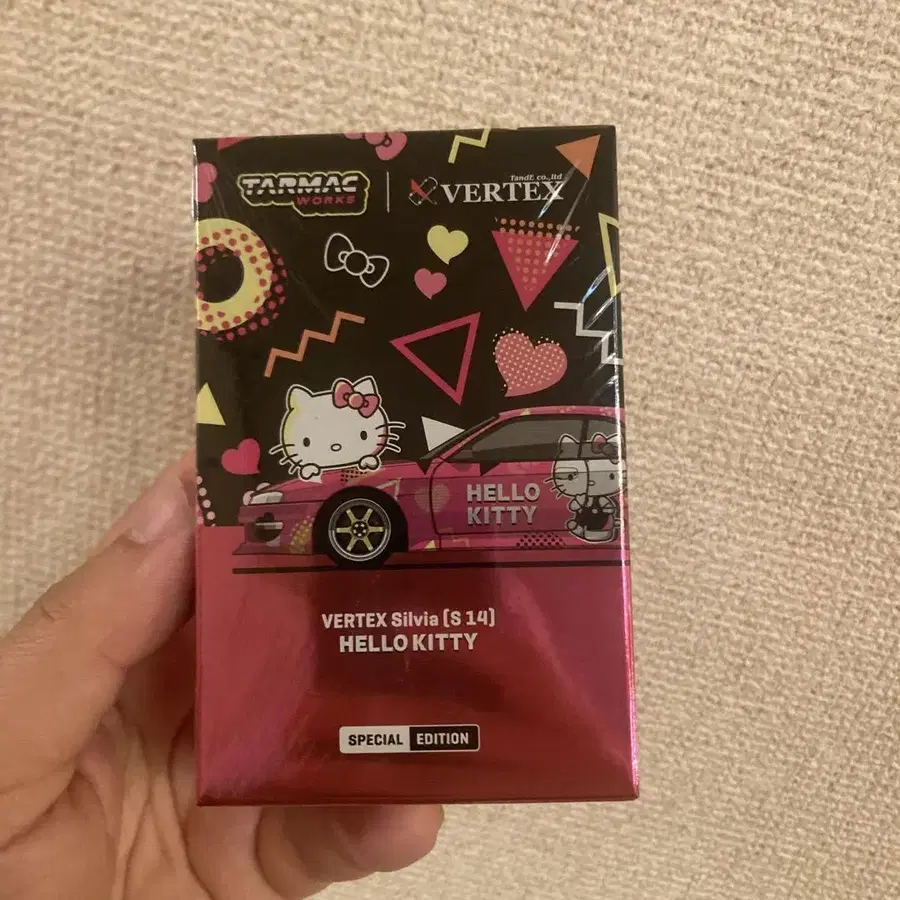 TARMAC
WORKS
TandE co.,ltd
VERTEX
HELLO
KITTY
VERTEX Silvia (S 14)
HELLO KITTY
SPECIAL EDITION